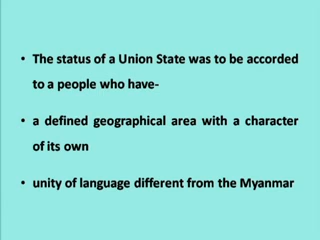 • The status of a Union State was to be accorded
to a people who have-
• a defined geographical area with a character
of its own
• unity of language different from the Myanmar